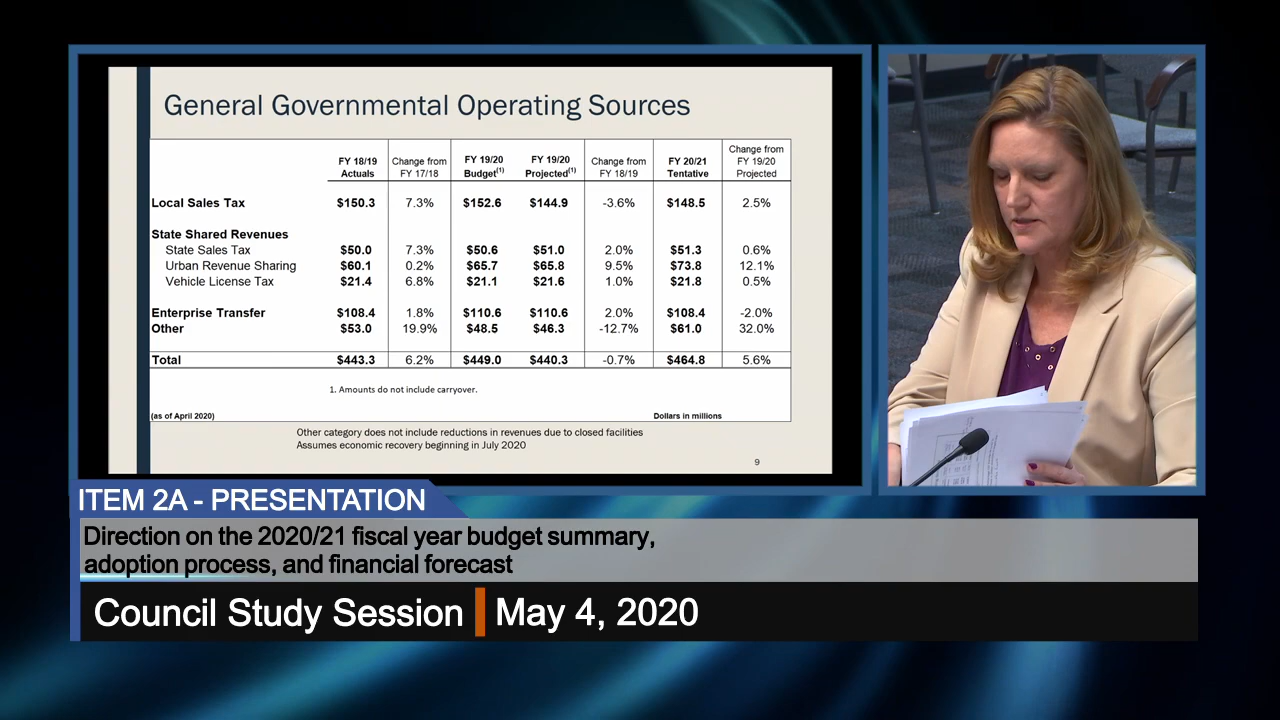 General Governmental Operating Sources
FY 18/19 Actuals Change from FY 17/18 FY 19/20 Budget(1) FY 19/20 Projected(1) Change from FY 18/19 FY 20/21 Tentative Change from FY 19/20 Projected
Local Sales Tax $150.3 7.3% $152.6 $144.9 -3.6% $148.5 2.5%
State Shared Revenues
State Sales Tax $50.0 7.3% $50.6 $51.0 2.0% $51.3 0.6%
Urban Revenue Sharing $60.1 0.2% $65.7 $65.8 9.5% $73.8 12.1%
Vehicle License Tax $21.4 6.8% $21.1 $21.6 1.0% $21.8 0.5%
Enterprise Transfer $108.4 1.8% $110.6 $110.6 2.0% $108.4 -2.0%
Other $53.0 19.9% $48.5 $46.3 -12.7% $61.0 32.0%
Total $443.3 6.2% $449.0 $440.3 -0.7% $464.8 5.6%
1. Amounts do not include carryover.
(as of April 2020) Dollars in millions
Other category does not include reductions in revenues due to closed facilities
Assumes economic recovery beginning in July 2020
9
ITEM 2A - PRESENTATION
Direction on the 2020/21 fiscal year budget summary,
adoption process, and financial forecast
Council Study Session May 4, 2020